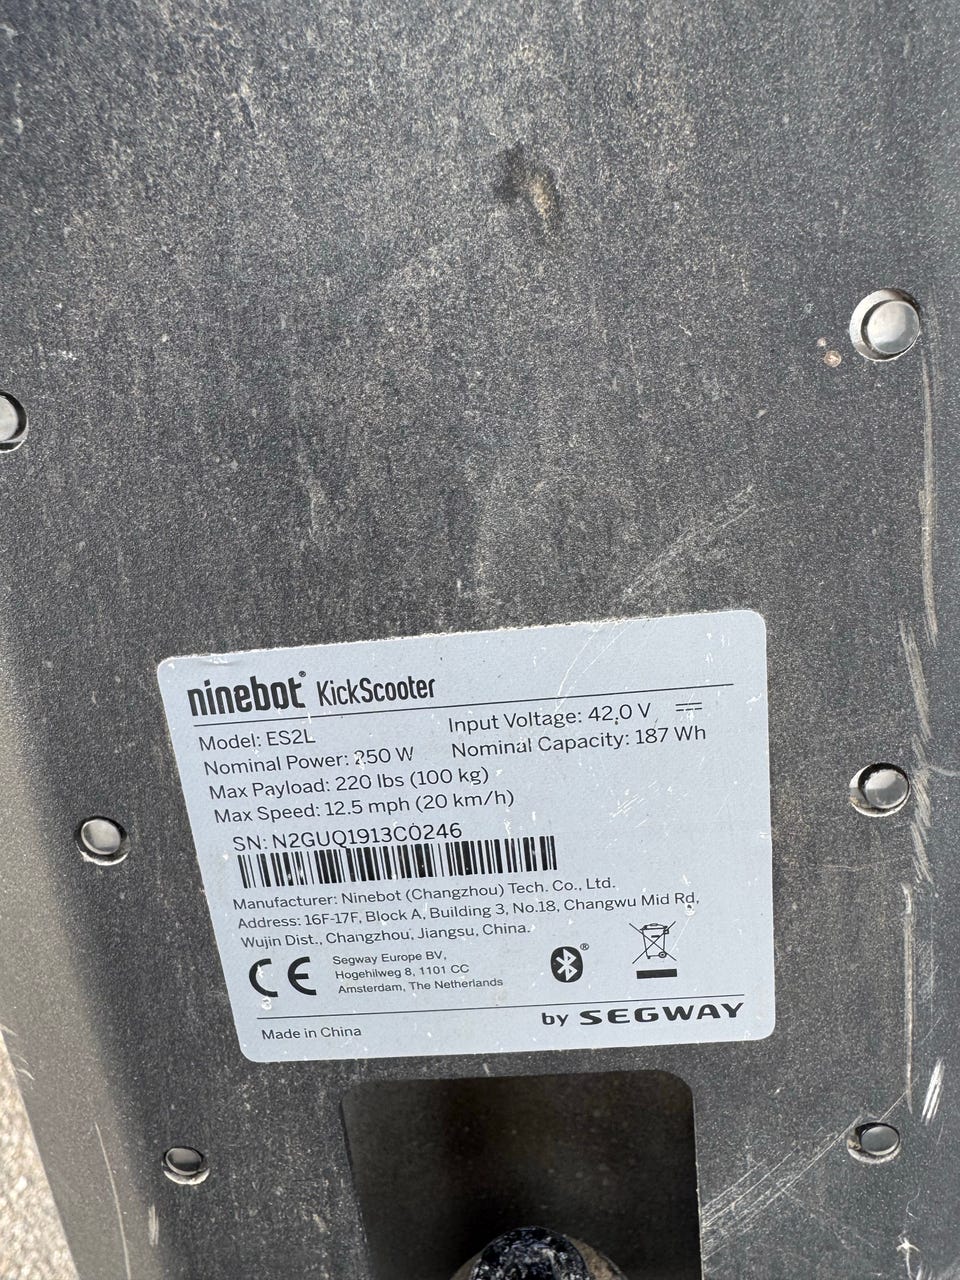 ninebot® KickScooter
Model: ES2L
Input Voltage: 42.0 V ⎓
Nominal Power: 250 W
Nominal Capacity: 187 Wh
Max Payload: 220 lbs (100 kg)
Max Speed: 12.5 mph (20 km/h)
SN: N2GUQ1913C0246
Manufacturer: Ninebot (Changzhou) Tech. Co., Ltd.
Address: 16F-17F, Block A, Building 3, No.18, Changwu Mid Rd,
Wujin Dist., Changzhou, Jiangsu, China.
CE
Segway Europe BV,
Hogehilweg 8, 1101 CC
Amsterdam, The Netherlands
®
Made in China
by SEGWAY